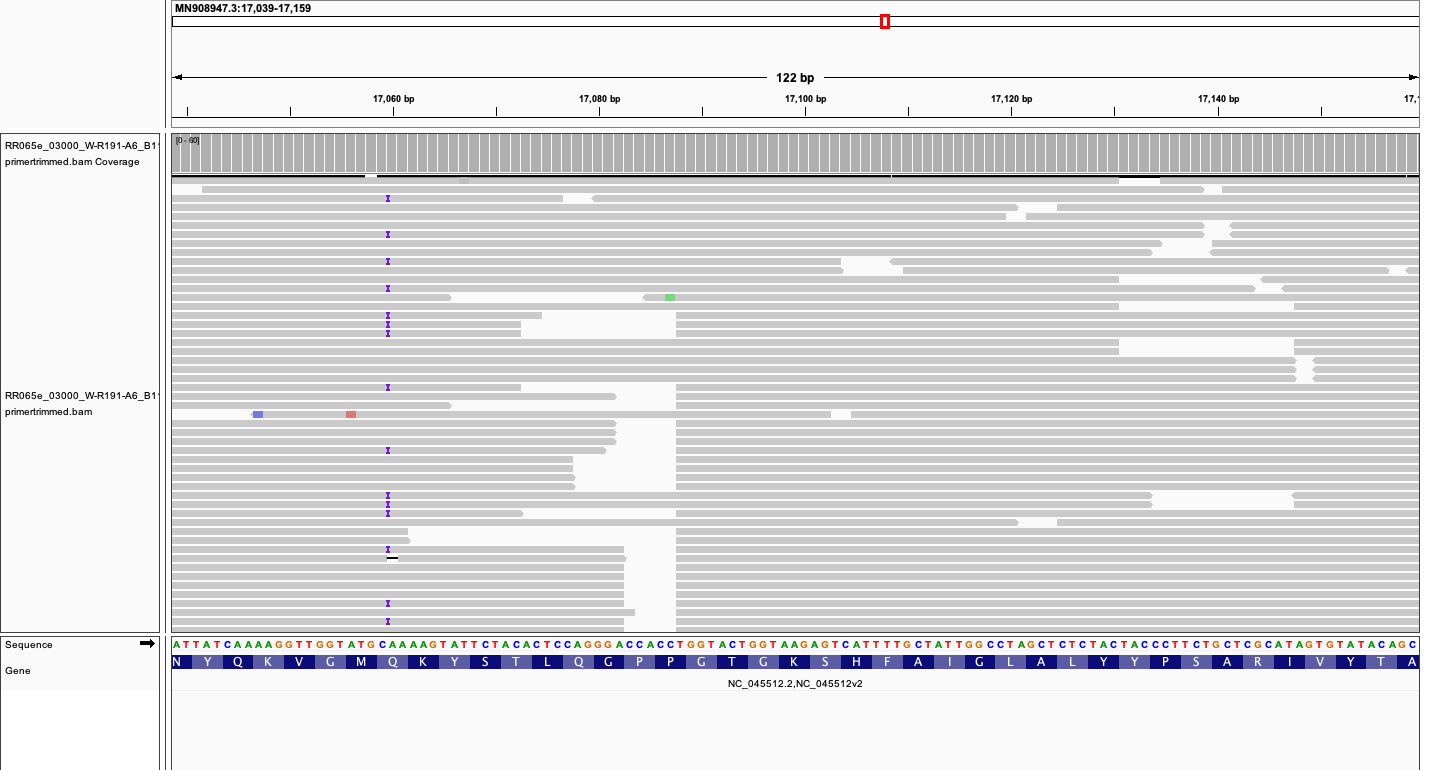 MN908947.3:17,039-17,159
122 bp
17,060 bp 17,080 bp 17,100 bp 17,120 bp 17,140 bp 17,1
[0 - 60]
RR065e_03000_W-R191-A6_B1
primertrimmed.bam Coverage
RR065e_03000_W-R191-A6_B1
primertrimmed.bam
Sequence
A T T A T C A A A A G G T T G G T A T G C A A A A G T A T T C T A C A C T C C A G G G A C C A C C T G G T A C T G G T A A G A G T C A T T T T G C T A T T G G C C T A G C T C T C T A C T A C C C T T C T G C T C G C A T A G T G T A T A C A G C
Gene
N Y Q K V G M Q K Y S T L Q G P P G T G K S H F A I G L A L Y Y P S A R I V Y T A
NC_045512.2,NC_045512v2